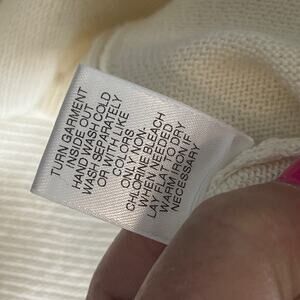 TURN GARMENT
INSIDE OUT
HAND WASH COLD
WASH SEPARATELY
OR WITH LIKE
COLORS
ONLY NON-
CHLORINE BLEACH
WHEN NEEDED
LAY FLAT TO DRY
WARM IRON IF
NECESSARY